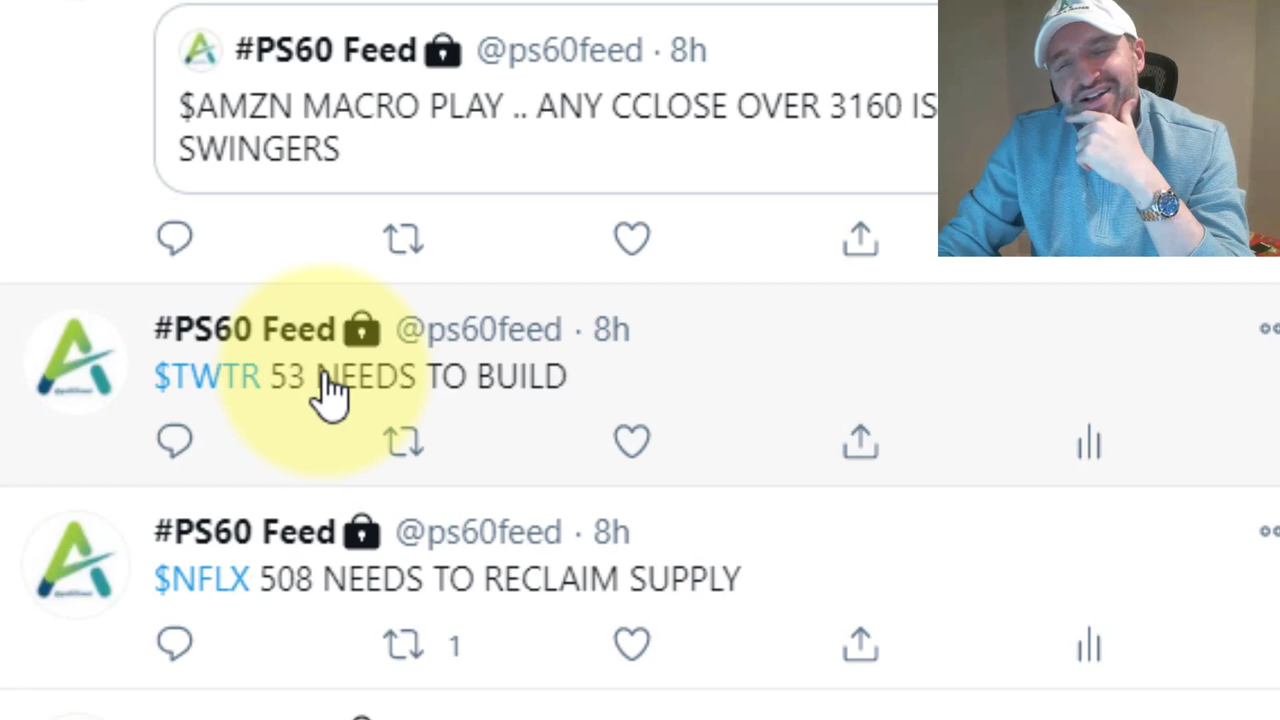 #PS60 Feed @ps60feed · 8h
$AMZN MACRO PLAY .. ANY CCLOSE OVER 3160 IS
SWINGERS
#PS60 Feed @ps60feed · 8h
$TWTR 53 NEEDS TO BUILD
#PS60 Feed @ps60feed · 8h
$NFLX 508 NEEDS TO RECLAIM SUPPLY
1